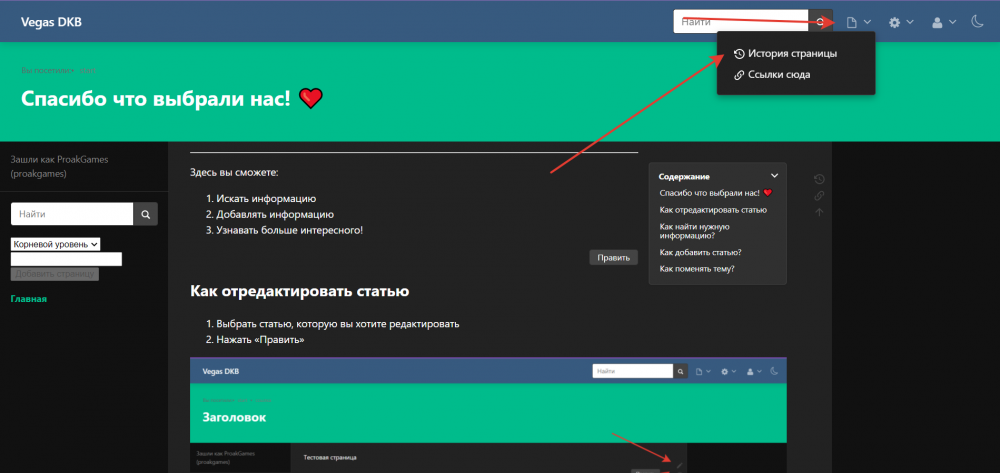 Vegas DKB
Найти
История страницы
Ссылки сюда
Вы посетили:
Спасибо что выбрали нас! ❤
Зашли как ProakGames
(proakgames)
Найти
Корневой уровень
Добавить страницу
Главная
Здесь вы сможете:
1. Искать информацию
2. Добавлять информацию
3. Узнавать больше интересного!
Править
Содержание
Спасибо что выбрали нас! ❤
Как отредактировать статью
Как найти нужную
информацию?
Как добавить статью?
Как поменять тему?
Как отредактировать статью
1. Выбрать статью, которую вы хотите редактировать
2. Нажать «Править»
Vegas DKB
Найти
Заголовок
Зашли как ProakGames
(proakgames)
Тестовая страница